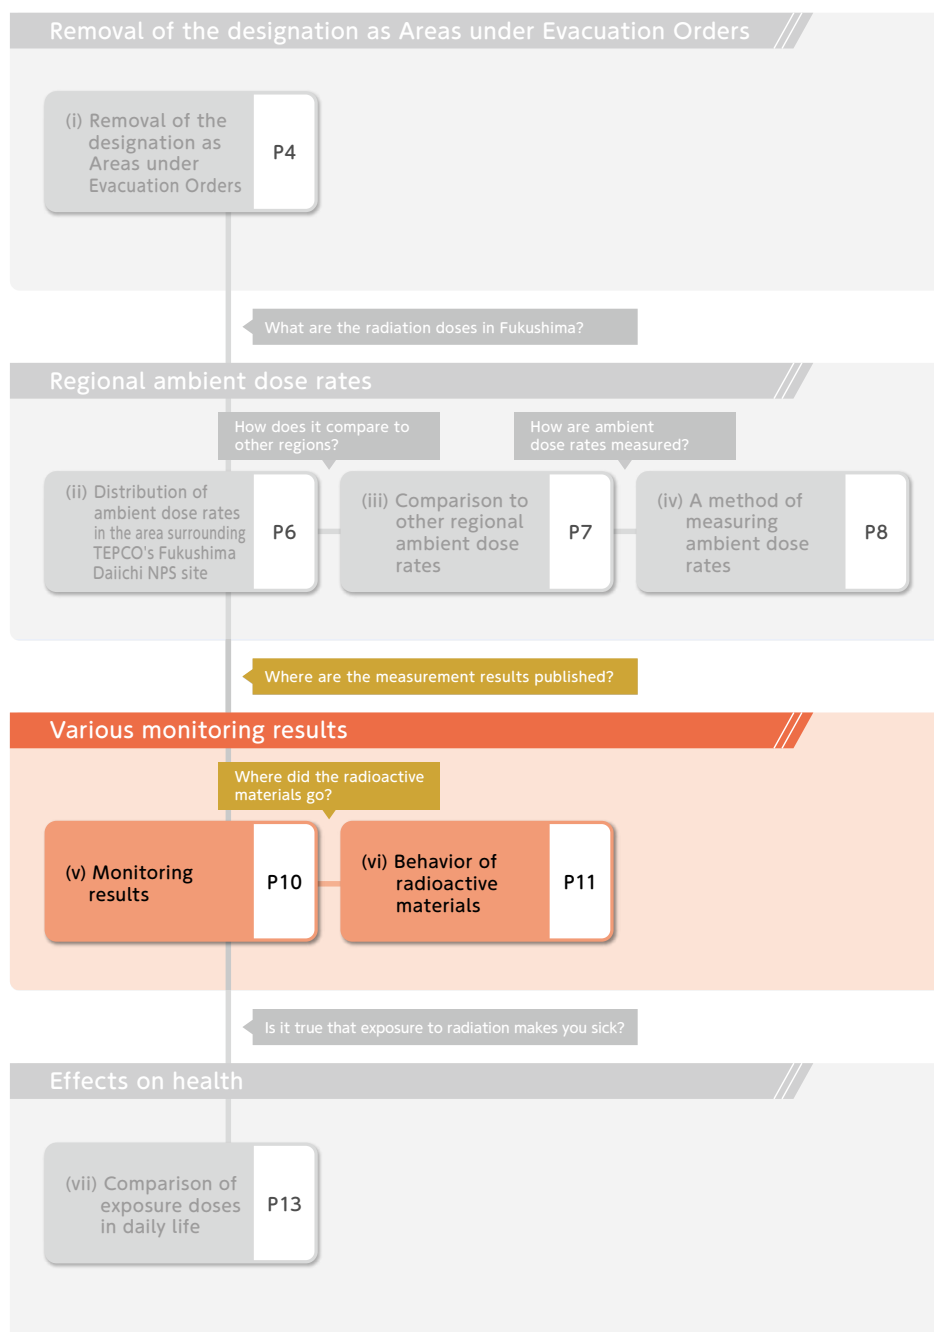 Removal of the designation as Areas under Evacuation Orders
(i) Removal of the
designation as
Areas under
Evacuation Orders
P4
What are the radiation doses in Fukushima?
Regional ambient dose rates
How does it compare to
other regions?
How are ambient
dose rates measured?
(ii) Distribution of
ambient dose rates
in the area surrounding
TEPCO's Fukushima
Daiichi NPS site
P6
(iii) Comparison to
other regional
ambient dose
rates
P7
(iv) A method of
measuring
ambient dose
rates
P8
Where are the measurement results published?
Various monitoring results
Where did the radioactive
materials go?
(v) Monitoring
results
P10
(vi) Behavior of
radioactive
materials
P11
Is it true that exposure to radiation makes you sick?
Effects on health
(vii) Comparison of
exposure doses
in daily life
P13